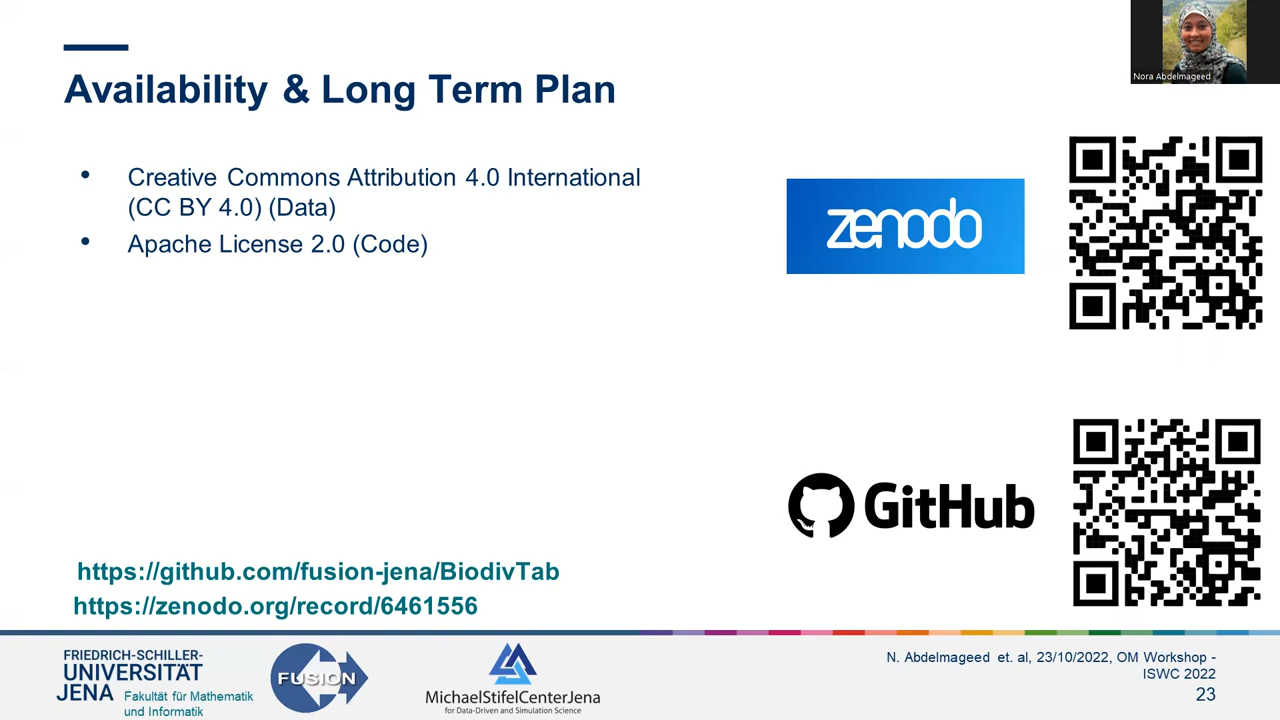 Nora Abdelmageed
Availability & Long Term Plan
• Creative Commons Attribution 4.0 International
(CC BY 4.0) (Data)
• Apache License 2.0 (Code)
zenodo
GitHub
https://github.com/fusion-jena/BiodivTab
https://zenodo.org/record/6461556
FRIEDRICH-SCHILLER-
UNIVERSITÄT
JENA
Fakultät für Mathematik
und Informatik
FUSION
MichaelStifelCenterJena
for Data-Driven and Simulation Science
N. Abdelmageed et. al, 23/10/2022, OM Workshop -
ISWC 2022
23